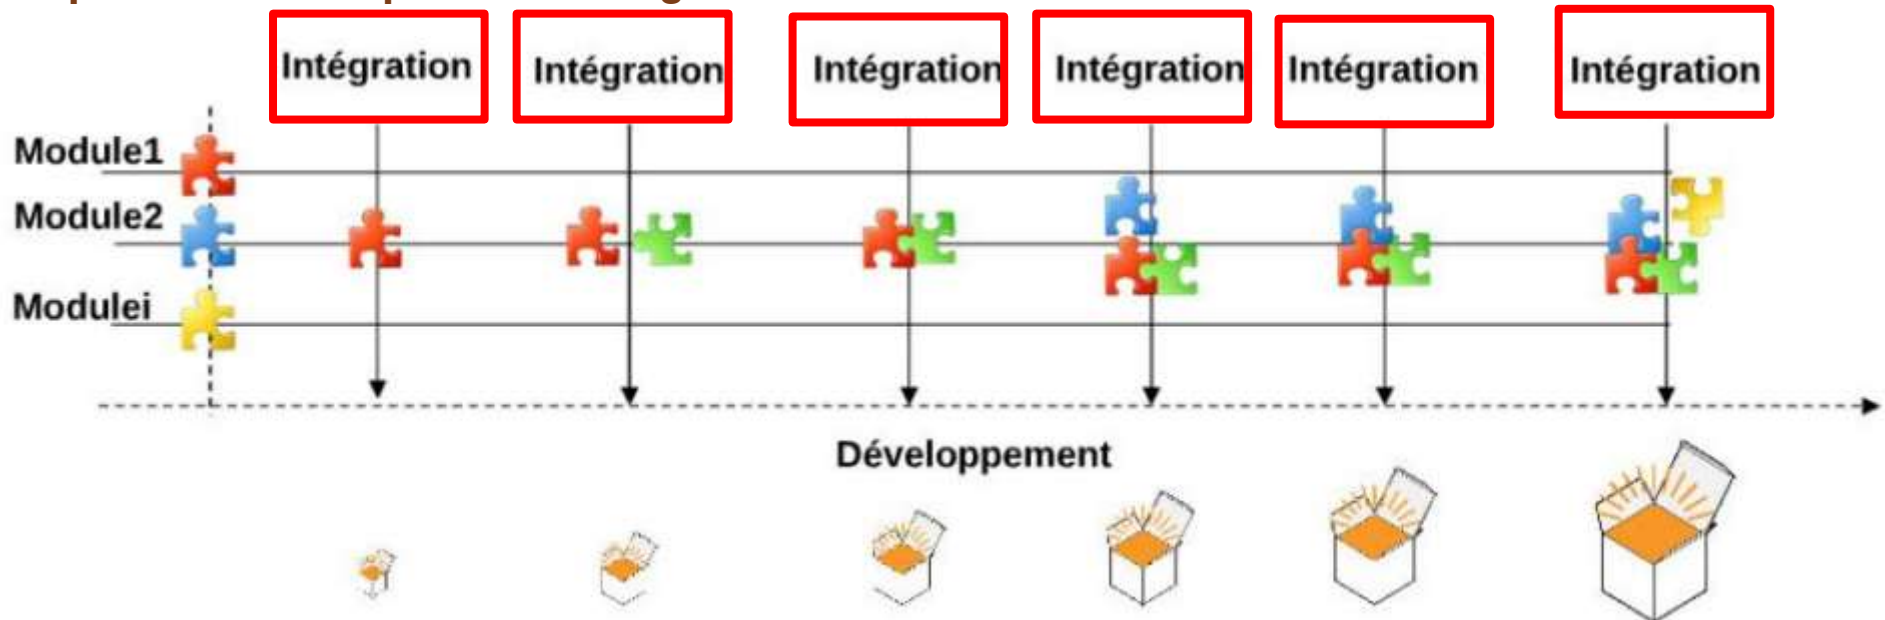 Intégration Intégration Intégration Intégration Intégration Intégration
Module1
Module2
Modulei
Développement